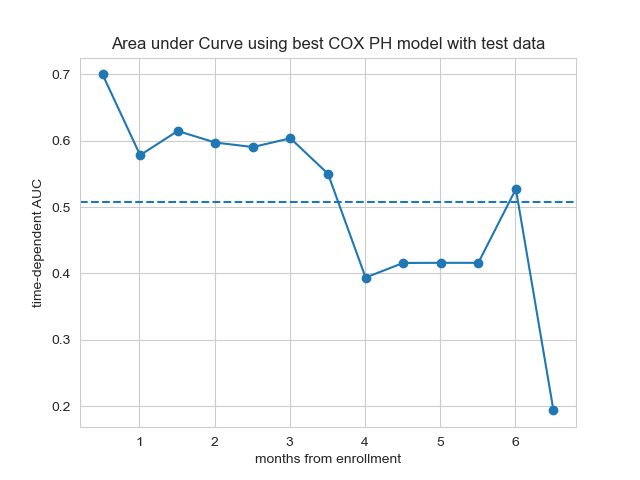 Area under Curve using best COX PH model with test data
time-dependent AUC
0.7
0.6
0.5
0.4
0.3
0.2
1 2 3 4 5 6
months from enrollment